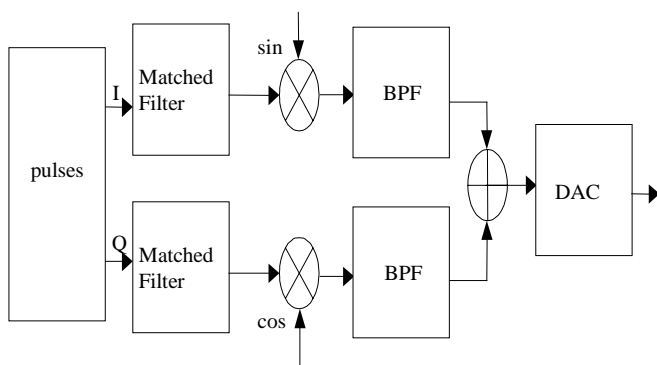 sin
I
Matched
Filter
BPF
pulses
DAC
Q
Matched
Filter
BPF
cos